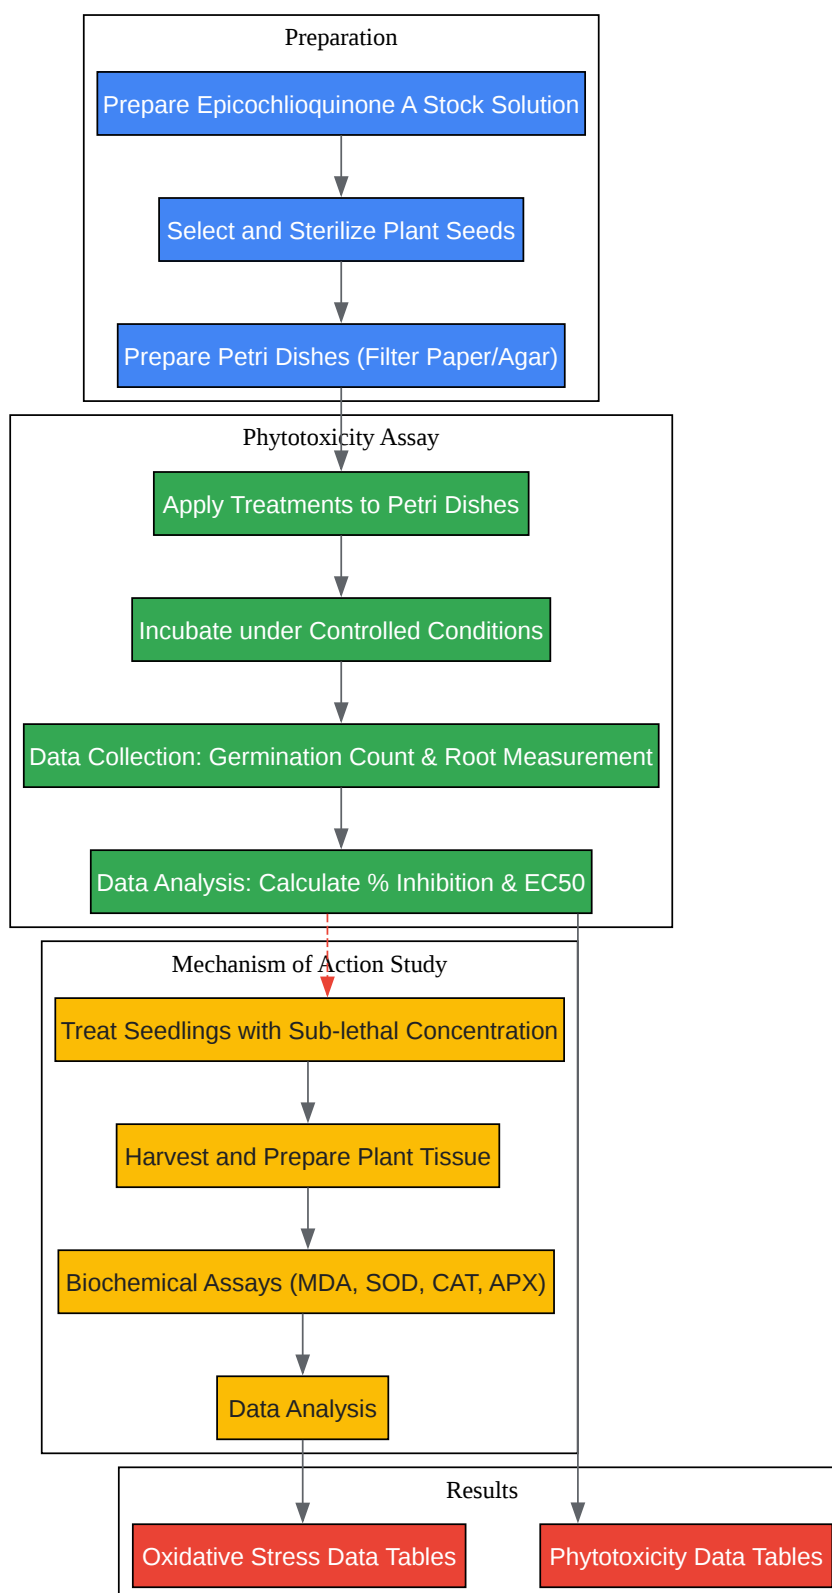 Preparation
Prepare Epicochlioquinone A Stock Solution
Select and Sterilize Plant Seeds
Prepare Petri Dishes (Filter Paper/Agar)
Phytotoxicity Assay
Apply Treatments to Petri Dishes
Incubate under Controlled Conditions
Data Collection: Germination Count & Root Measurement
Data Analysis: Calculate % Inhibition & EC50
Mechanism of Action Study
Treat Seedlings with Sub-lethal Concentration
Harvest and Prepare Plant Tissue
Biochemical Assays (MDA, SOD, CAT, APX)
Data Analysis
Results
Oxidative Stress Data Tables
Phytotoxicity Data Tables